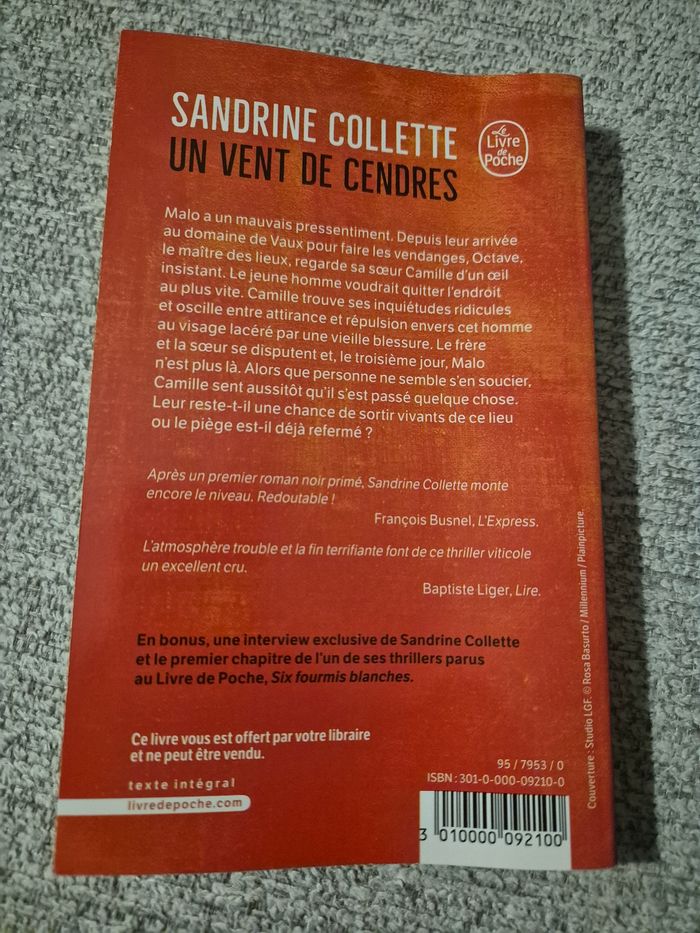 SANDRINE COLLETTE
UN VENT DE CENDRES
Le
Livre
de
Poche
Malo a un mauvais pressentiment. Depuis leur arrivée
au domaine de Vaux pour faire les vendanges, Octave,
le maître des lieux, regarde sa sœur Camille d'un œil
insistant. Le jeune homme voudrait quitter l'endroit
au plus vite. Camille trouve ses inquiétudes ridicules
et oscille entre attirance et répulsion envers cet homme
au visage lacéré par une vieille blessure. Le frère
et la sœur se disputent et, le troisième jour, Malo
n'est plus là. Alors que personne ne semble s'en soucier,
Camille sent aussitôt qu'il s'est passé quelque chose.
Leur reste-t-il une chance de sortir vivants de ce lieu
ou le piège est-il déjà refermé ?
Après un premier roman noir primé, Sandrine Collette monte
encore le niveau. Redoutable !
François Busnel, L'Express.
L'atmosphère trouble et la fin terrifiante font de ce thriller viticole
un excellent cru.
Baptiste Liger, Lire.
En bonus, une interview exclusive de Sandrine Collette
et le premier chapitre de l'un de ses thrillers parus
au Livre de Poche, Six fourmis blanches.
Ce livre vous est offert par votre libraire
et ne peut être vendu.
texte intégral
livredepoche.com
95 / 7953 / 0
ISBN : 301-0-000-09210-0
3 010000 092100
Couverture : Studio LGF. © Rosa Basurto / Millennium / Plainpicture.